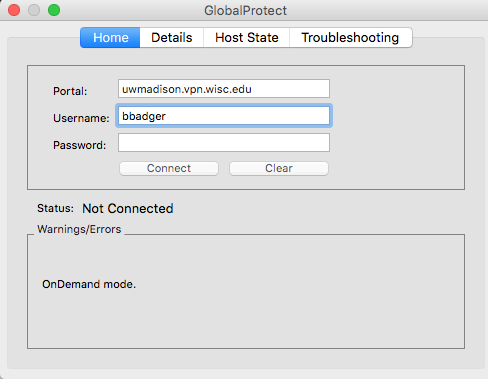 GlobalProtect
Home Details Host State Troubleshooting
Portal: uwmadison.vpn.wisc.edu
Username: bbadger
Password:
Connect Clear
Status: Not Connected
Warnings/Errors
OnDemand mode.